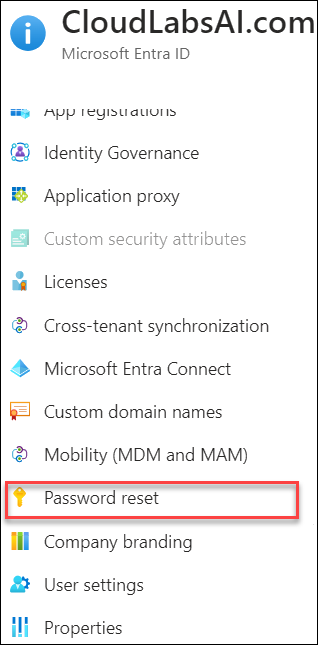 CloudLabsAI.com
Microsoft Entra ID
App registrations
Identity Governance
Application proxy
Custom security attributes
Licenses
Cross-tenant synchronization
Microsoft Entra Connect
Custom domain names
Mobility (MDM and MAM)
Password reset
Company branding
User settings
Properties